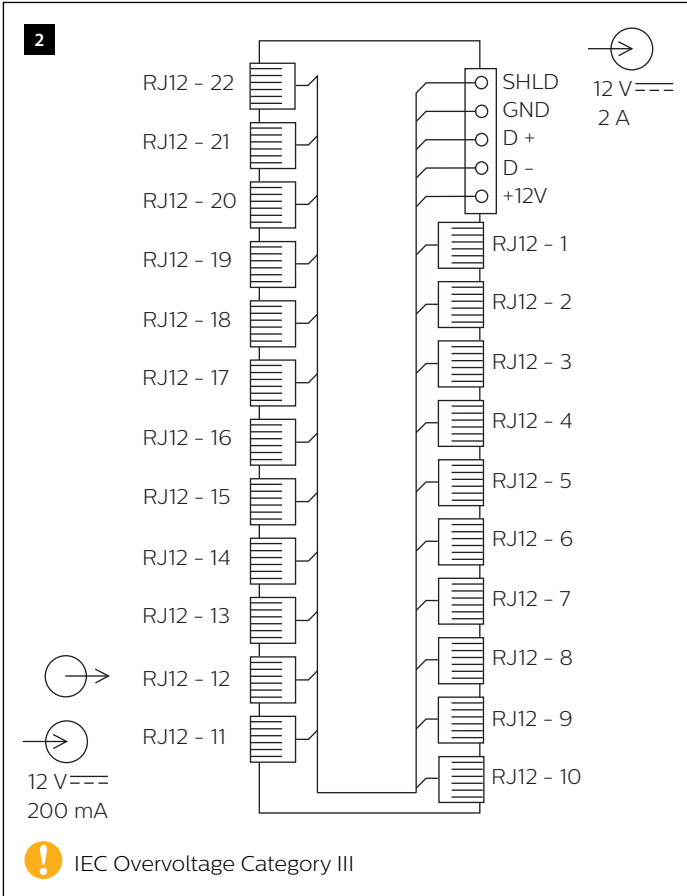 2
RJ12 - 22
RJ12 - 21
RJ12 - 20
RJ12 - 19
RJ12 - 18
RJ12 - 17
RJ12 - 16
RJ12 - 15
RJ12 - 14
RJ12 - 13
RJ12 - 12
RJ12 - 11
12 V
200 mA
SHLD
GND
D +
D -
+12V
12 V
2 A
RJ12 - 1
RJ12 - 2
RJ12 - 3
RJ12 - 4
RJ12 - 5
RJ12 - 6
RJ12 - 7
RJ12 - 8
RJ12 - 9
RJ12 - 10
! IEC Overvoltage Category III